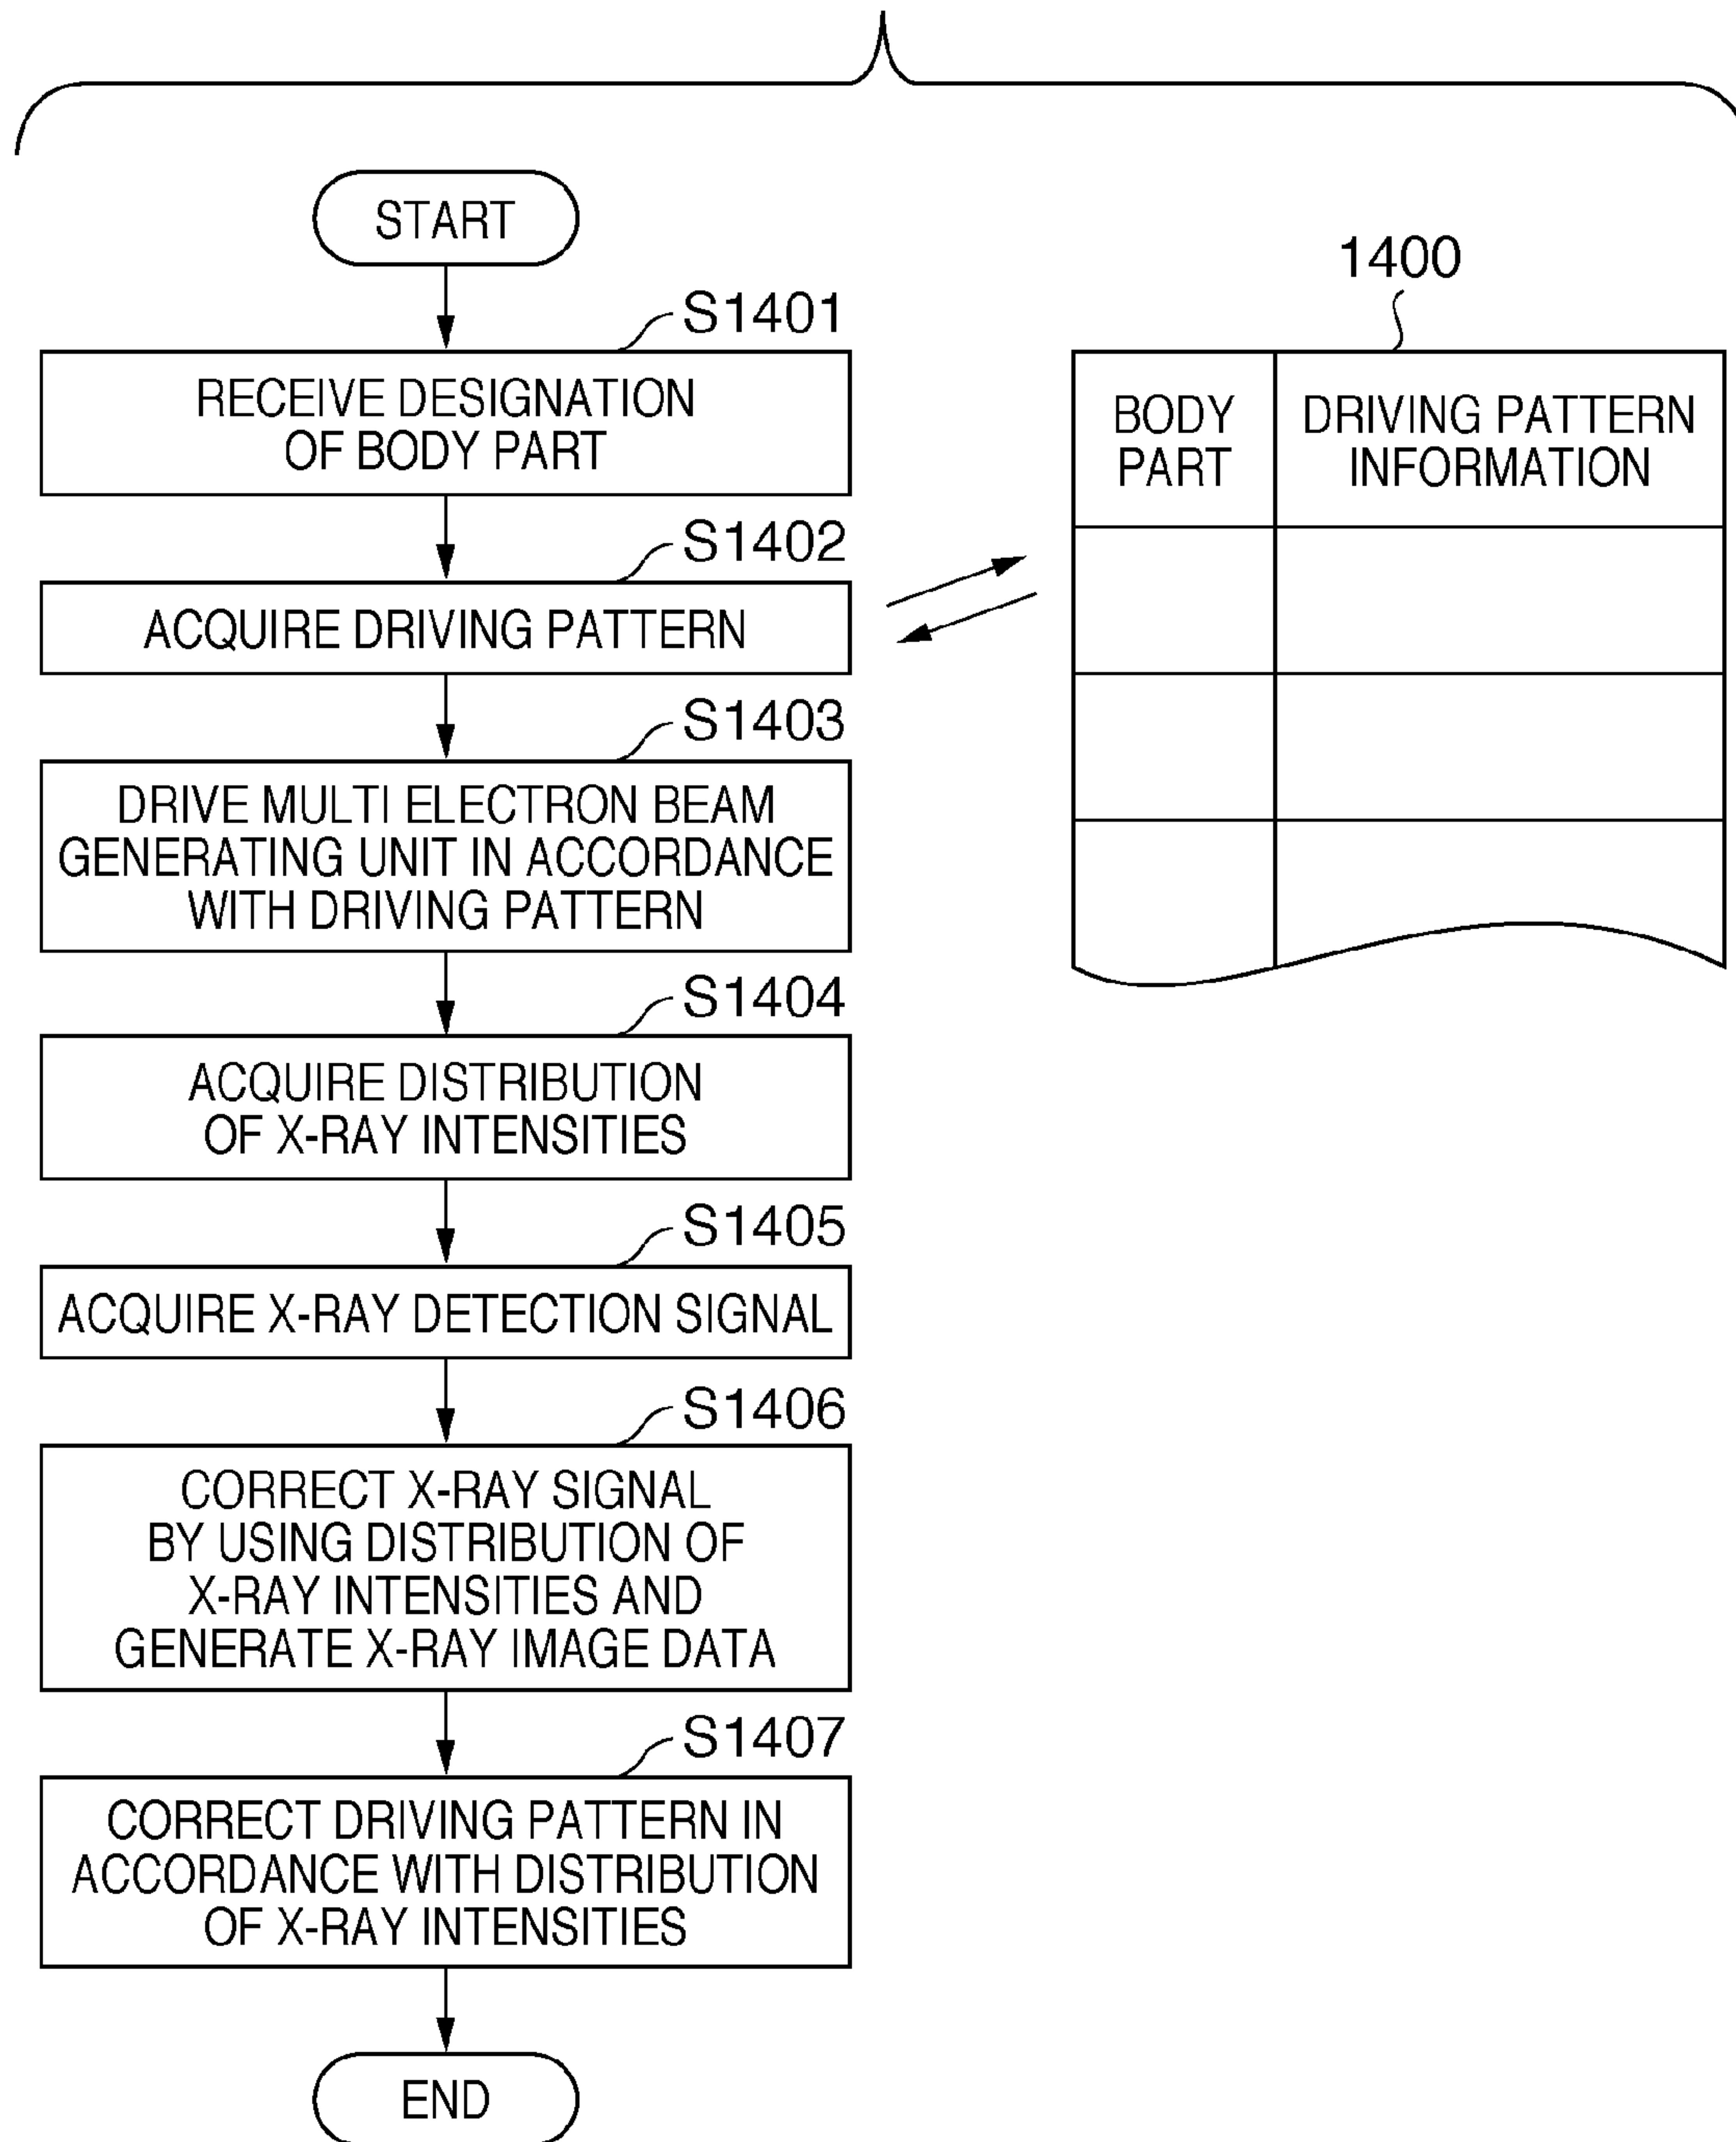 START
S1401
RECEIVE DESIGNATION
OF BODY PART
S1402
ACQUIRE DRIVING PATTERN
S1403
DRIVE MULTI ELECTRON BEAM
GENERATING UNIT IN ACCORDANCE
WITH DRIVING PATTERN
S1404
ACQUIRE DISTRIBUTION
OF X-RAY INTENSITIES
S1405
ACQUIRE X-RAY DETECTION SIGNAL
S1406
CORRECT X-RAY SIGNAL
BY USING DISTRIBUTION OF
X-RAY INTENSITIES AND
GENERATE X-RAY IMAGE DATA
S1407
CORRECT DRIVING PATTERN IN
ACCORDANCE WITH DISTRIBUTION
OF X-RAY INTENSITIES
END
1400
BODY
PART
DRIVING PATTERN
INFORMATION